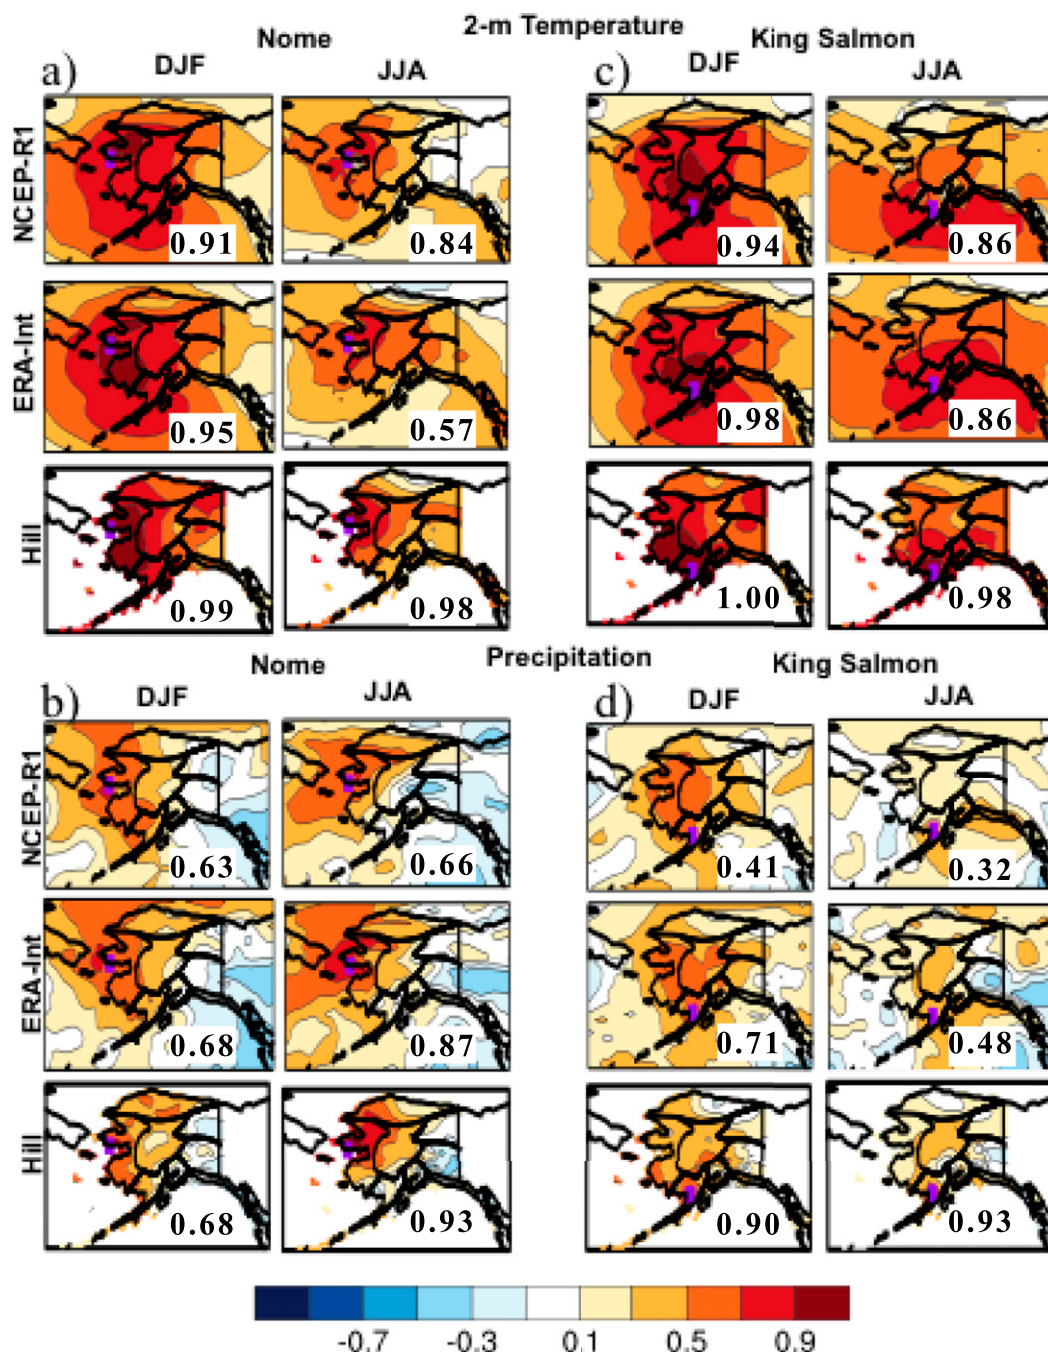 2-m Temperature
Nome
King Salmon
a)
DJF
JJA
c)
DJF
JJA
NCEP-R1
0.91
0.84
0.94
0.86
ERA-Int
0.95
0.57
0.98
0.86
Hill
0.99
0.98
1.00
0.98
Precipitation
Nome
King Salmon
b)
DJF
JJA
d)
DJF
JJA
NCEP-R1
0.63
0.66
0.41
0.32
ERA-Int
0.68
0.87
0.71
0.48
Hill
0.68
0.93
0.90
0.93
-0.7
-0.3
0.1
0.5
0.9